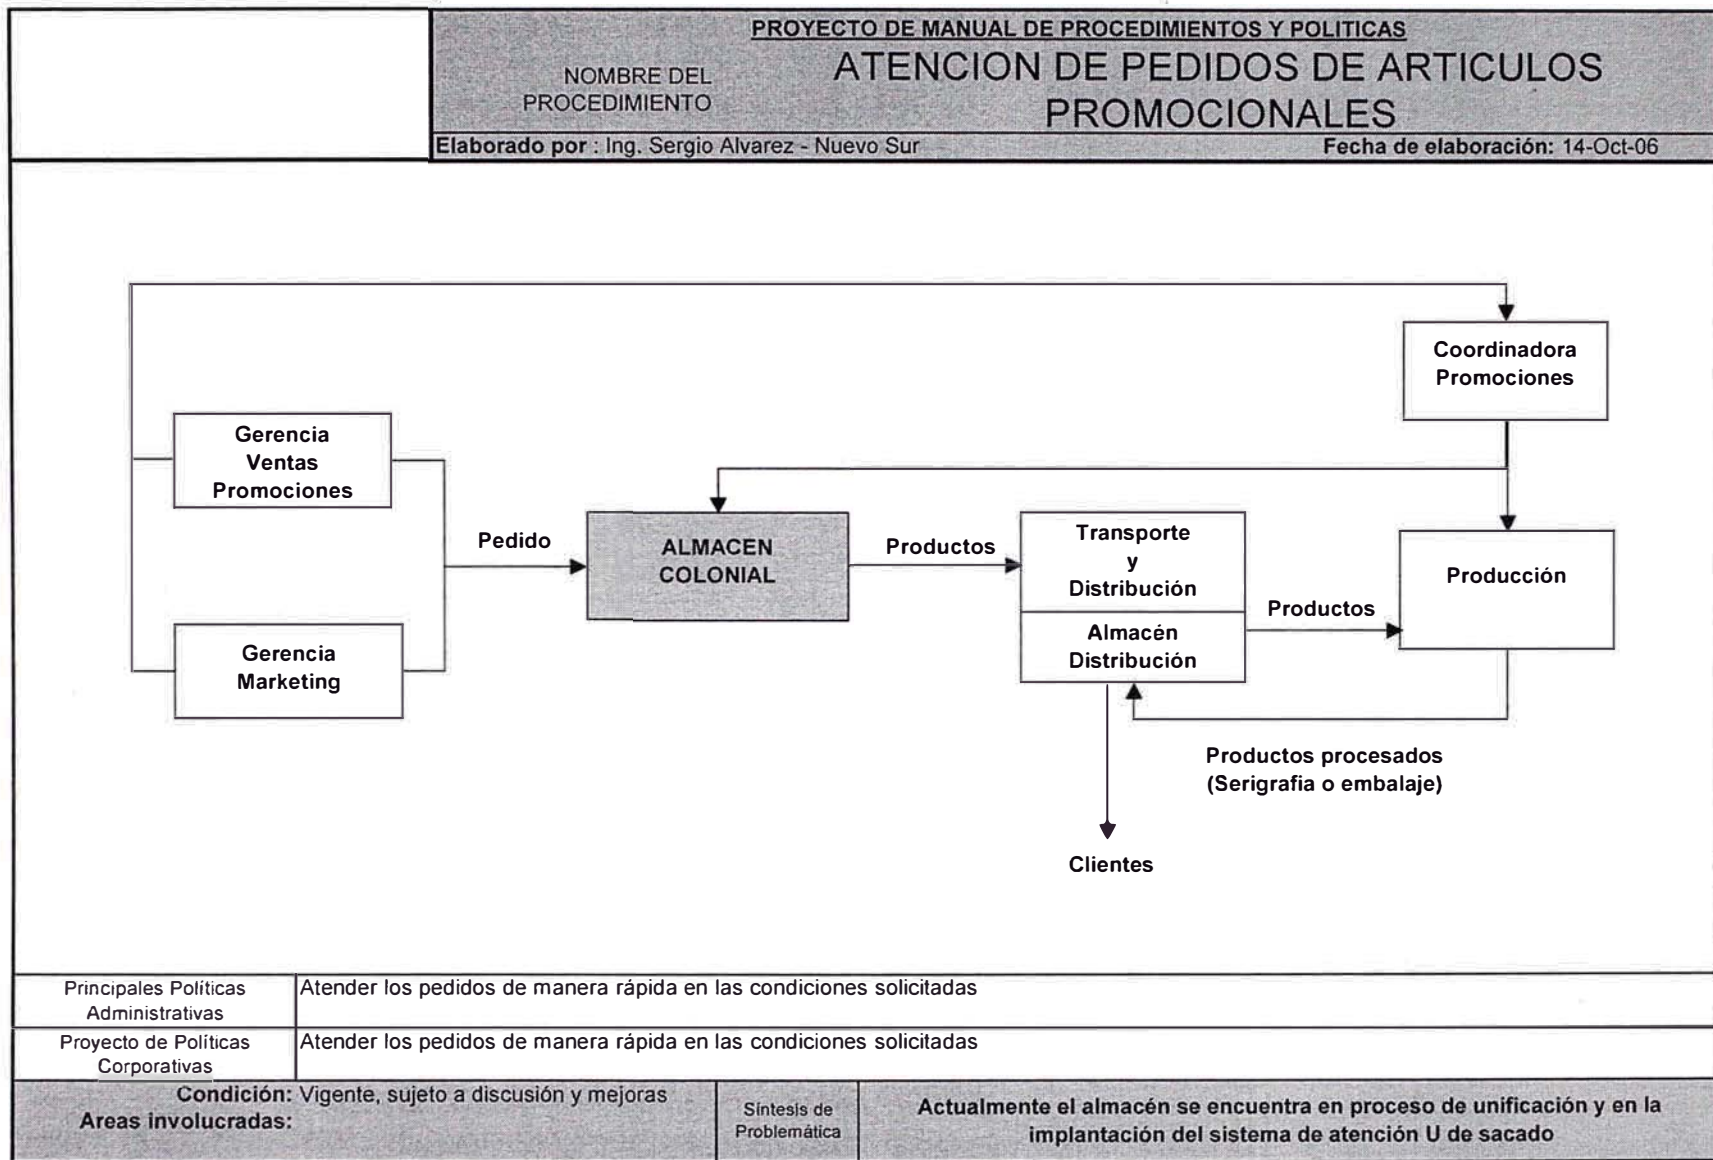 PROYECTO DE MANUAL DE PROCEDIMIENTOS Y POLITICAS
NOMBRE DEL
PROCEDIMIENTO
ATENCION DE PEDIDOS DE ARTICULOS
PROMOCIONALES
Elaborado por : Ing. Sergio Alvarez - Nuevo Sur
Fecha de elaboración: 14-Oct-06
Coordinadora
Promociones
Gerencia
Ventas
Promociones
Pedido
ALMACEN
COLONIAL
Productos
Transporte
y
Distribución
Almacén
Distribución
Productos
Producción
Gerencia
Marketing
Productos procesados
(Serigrafia o embalaje)
Clientes
Principales Políticas
Administrativas
Atender los pedidos de manera rápida en las condiciones solicitadas
Proyecto de Políticas
Corporativas
Atender los pedidos de manera rápida en las condiciones solicitadas
Condición: Vigente, sujeto a discusión y mejoras
Areas involucradas:
Síntesis de
Problemática
Actualmente el almacén se encuentra en proceso de unificación y en la
implantación del sistema de atención U de sacado